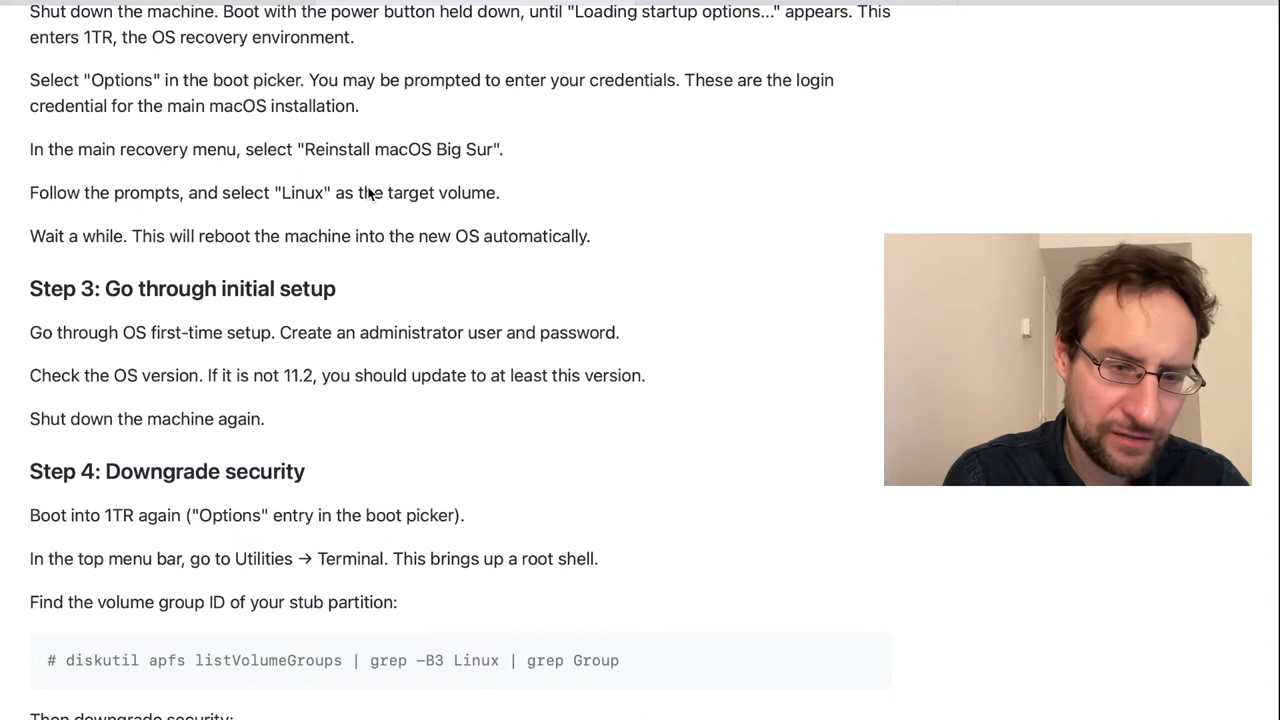 Shut down the machine. Boot with the power button held down, until "Loading startup options..." appears. This
enters 1TR, the OS recovery environment.
Select "Options" in the boot picker. You may be prompted to enter your credentials. These are the login
credential for the main macOS installation.
In the main recovery menu, select "Reinstall macOS Big Sur".
Follow the prompts, and select "Linux" as the target volume.
Wait a while. This will reboot the machine into the new OS automatically.
Step 3: Go through initial setup
Go through OS first-time setup. Create an administrator user and password.
Check the OS version. If it is not 11.2, you should update to at least this version.
Shut down the machine again.
Step 4: Downgrade security
Boot into 1TR again ("Options" entry in the boot picker).
In the top menu bar, go to Utilities → Terminal. This brings up a root shell.
Find the volume group ID of your stub partition:
# diskutil apfs listVolumeGroups | grep -B3 Linux | grep Group
Then downgrade security: